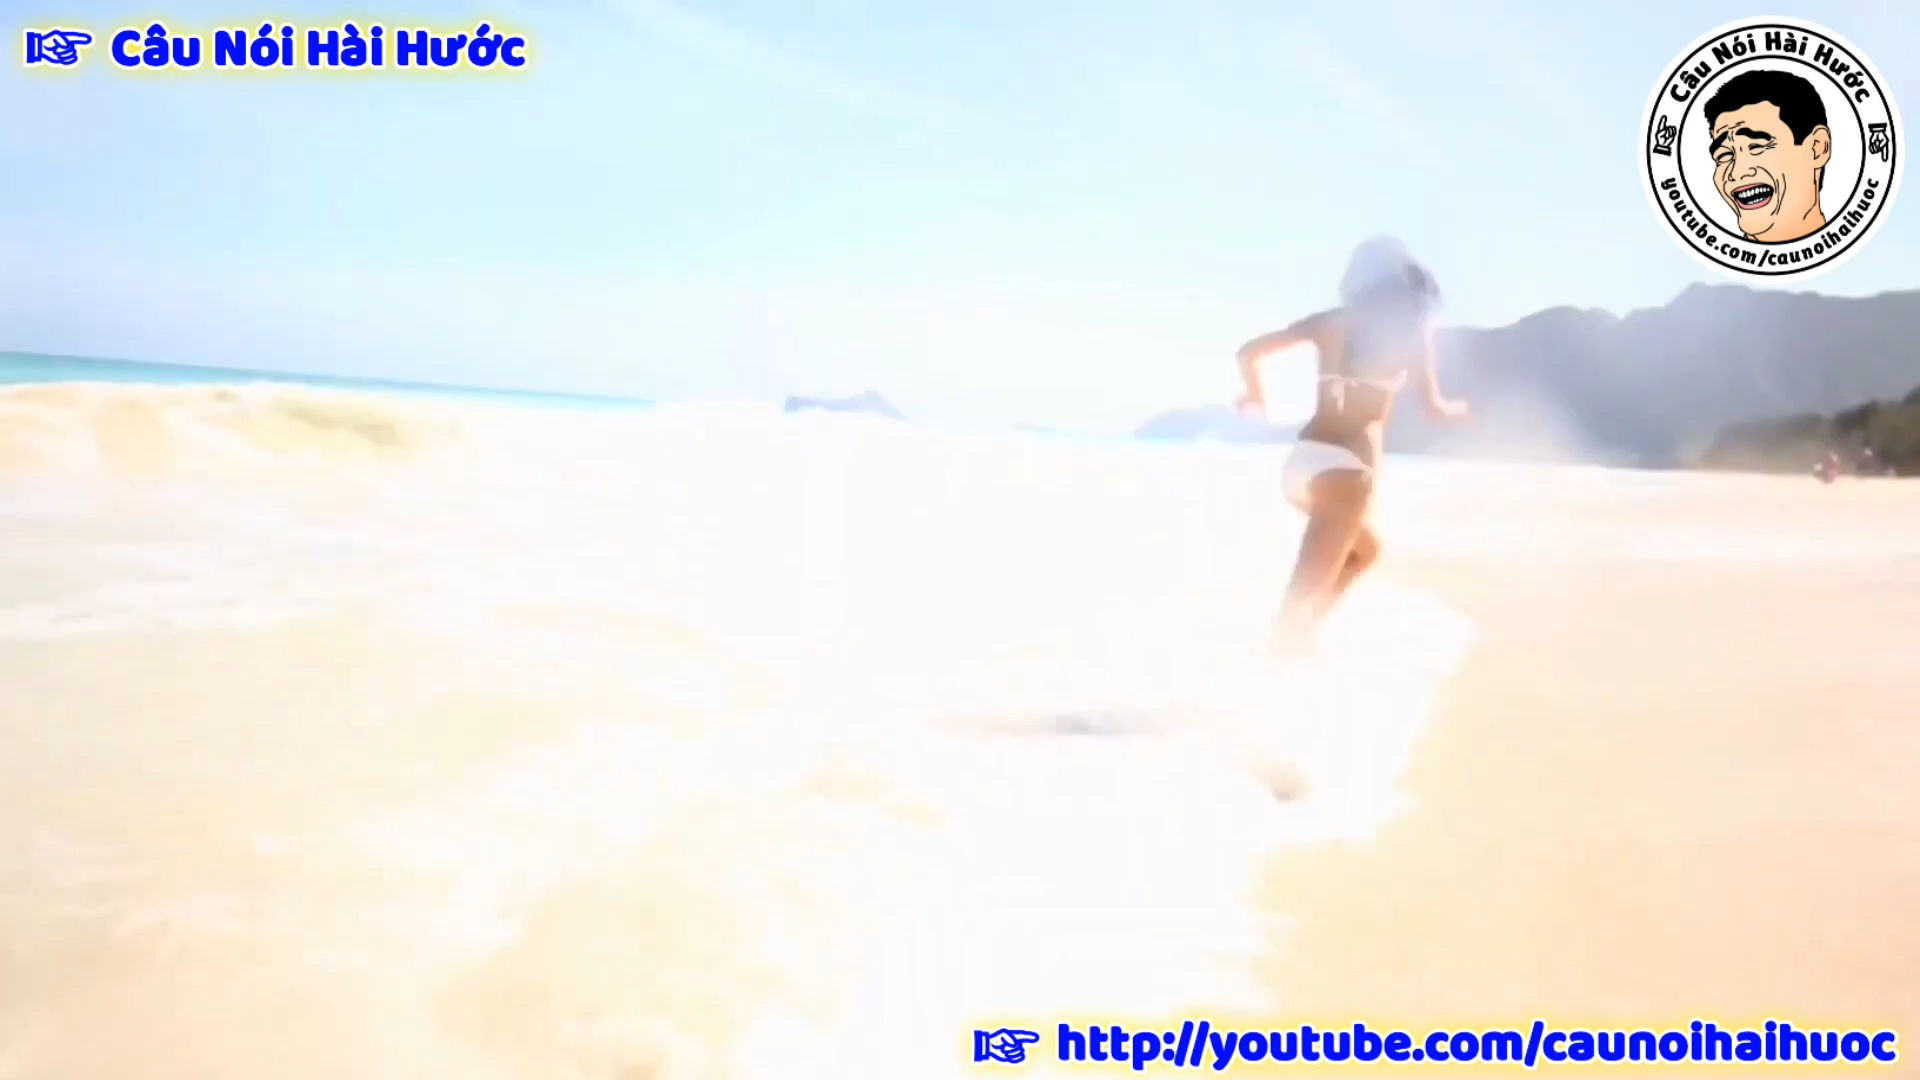 ☞ Câu Nói Hài Hước
Câu Nói Hài Hước
youtube.com/caunoihaihuoc
☞ http://youtube.com/caunoihaihuoc